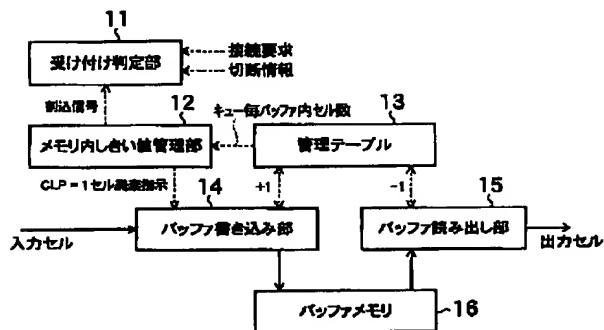 11
受け付け判定部
接続要求
切断情報
割込信号
12
キュー毎バッファ内セル数
13
メモリ内しきい値管理部
管理テーブル
CLP=1セル廃棄指示
14
+1
-1
15
入力セル
バッファ書き込み部
バッファ読み出し部
出力セル
バッファメモリ
16